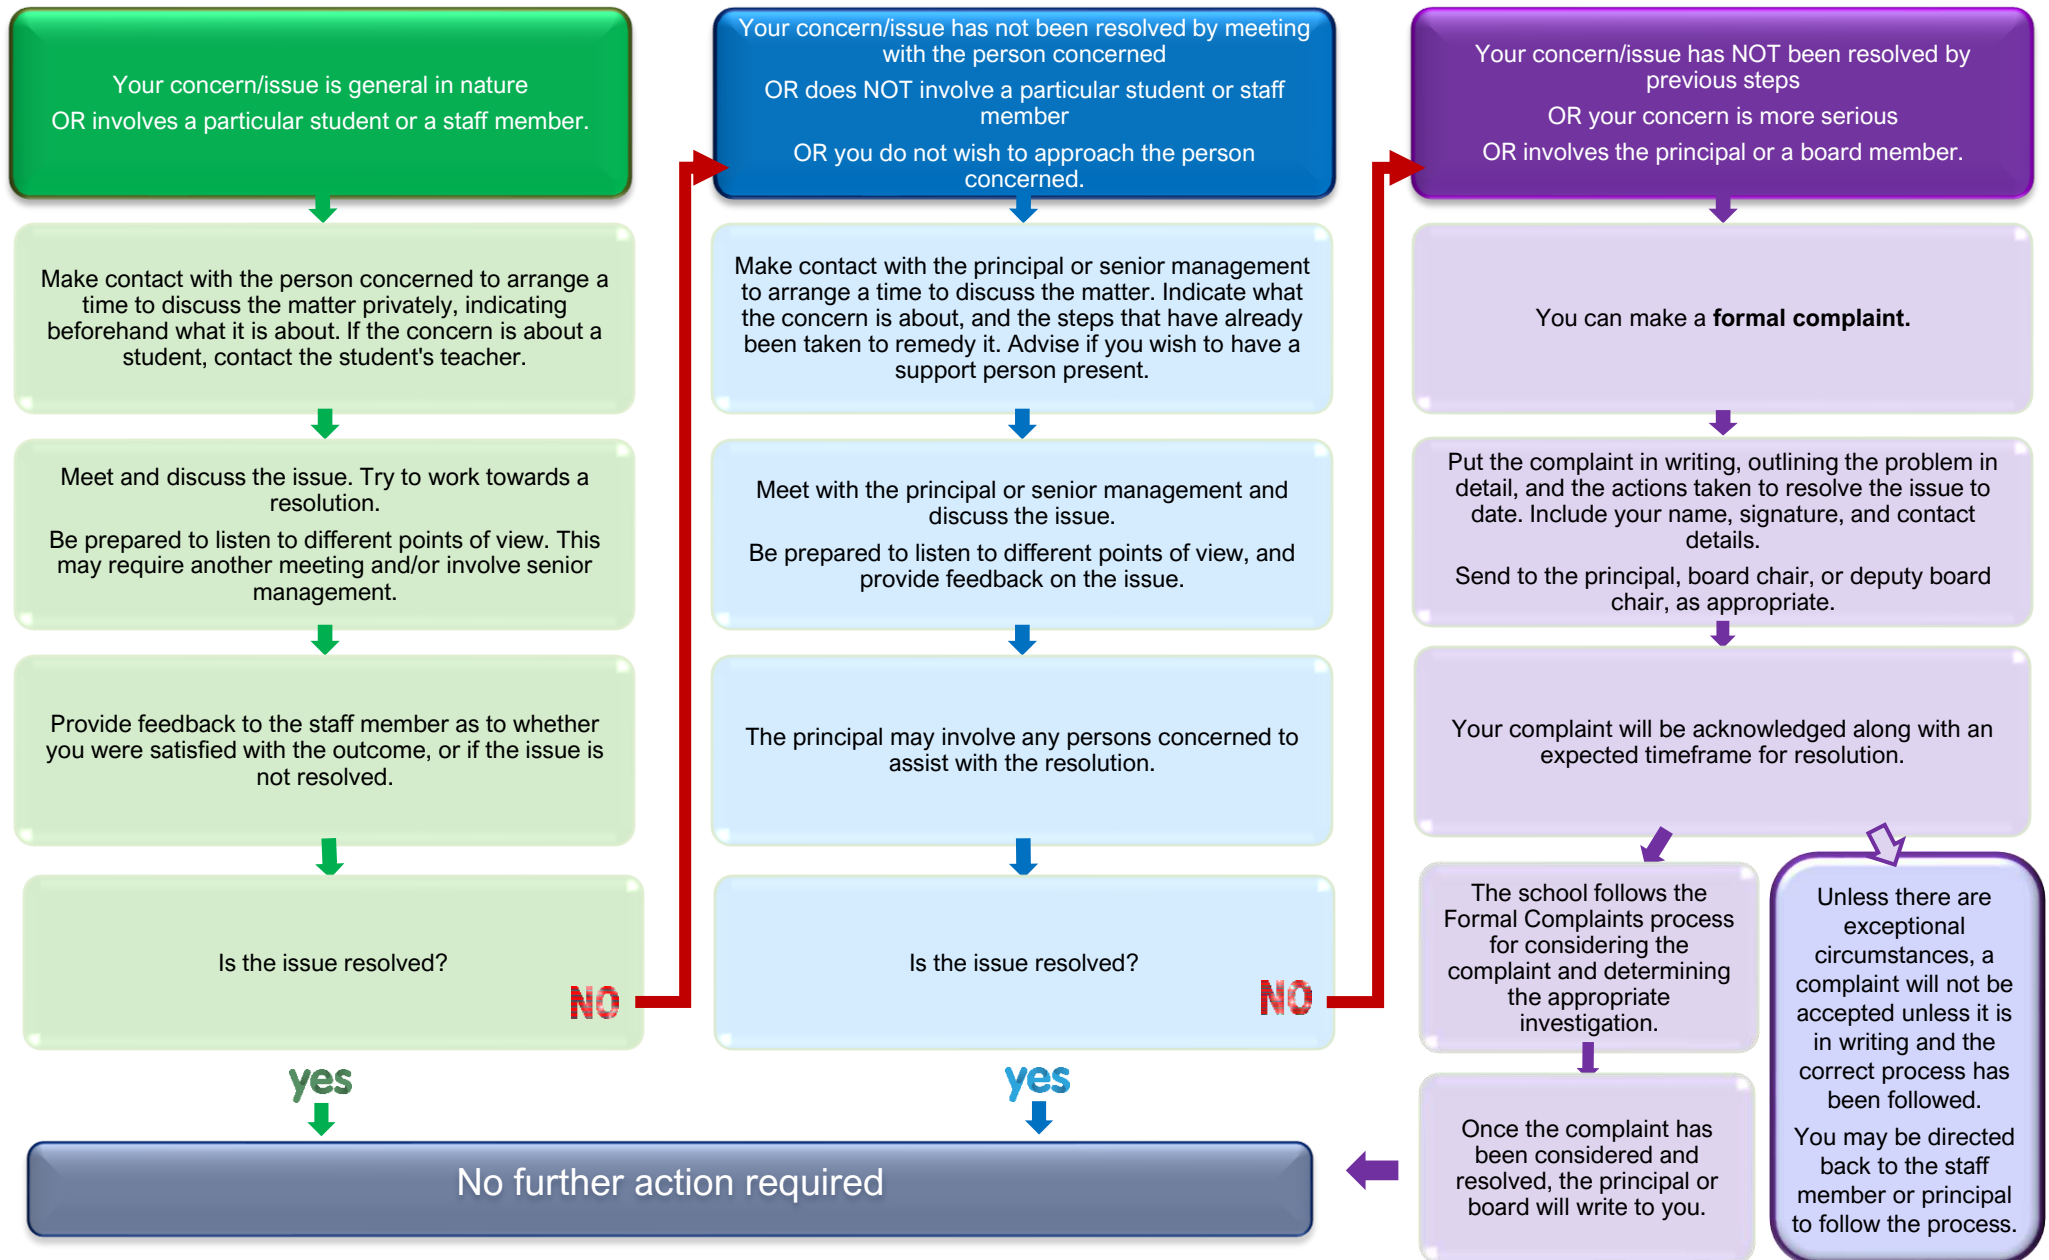 Your concern/issue is general in nature
OR involves a particular student or a staff member.
Make contact with the person concerned to arrange a
time to discuss the matter privately, indicating
beforehand what it is about. If the concern is about a
student, contact the student's teacher.
Meet and discuss the issue. Try to work towards a
resolution.
Be prepared to listen to different points of view. This
may require another meeting and/or involve senior
management.
Provide feedback to the staff member as to whether
you were satisfied with the outcome, or if the issue is
not resolved.
Is the issue resolved?
NO
yes
Your concern/issue has not been resolved by meeting
with the person concerned
OR does NOT involve a particular student or staff
member
OR you do not wish to approach the person
concerned.
Make contact with the principal or senior management
to arrange a time to discuss the matter. Indicate what
the concern is about, and the steps that have already
been taken to remedy it. Advise if you wish to have a
support person present.
Meet with the principal or senior management and
discuss the issue.
Be prepared to listen to different points of view, and
provide feedback on the issue.
The principal may involve any persons concerned to
assist with the resolution.
Is the issue resolved?
NO
yes
Your concern/issue has NOT been resolved by
previous steps
OR your concern is more serious
OR involves the principal or a board member.
You can make a formal complaint.
Put the complaint in writing, outlining the problem in
detail, and the actions taken to resolve the issue to
date. Include your name, signature, and contact
details.
Send to the principal, board chair, or deputy board
chair, as appropriate.
Your complaint will be acknowledged along with an
expected timeframe for resolution.
The school follows the
Formal Complaints process
for considering the
complaint and determining
the appropriate
investigation.
Once the complaint has
been considered and
resolved, the principal or
board will write to you.
Unless there are
exceptional
circumstances, a
complaint will not be
accepted unless it is
in writing and the
correct process has
been followed.
You may be directed
back to the staff
member or principal
to follow the process.
No further action required